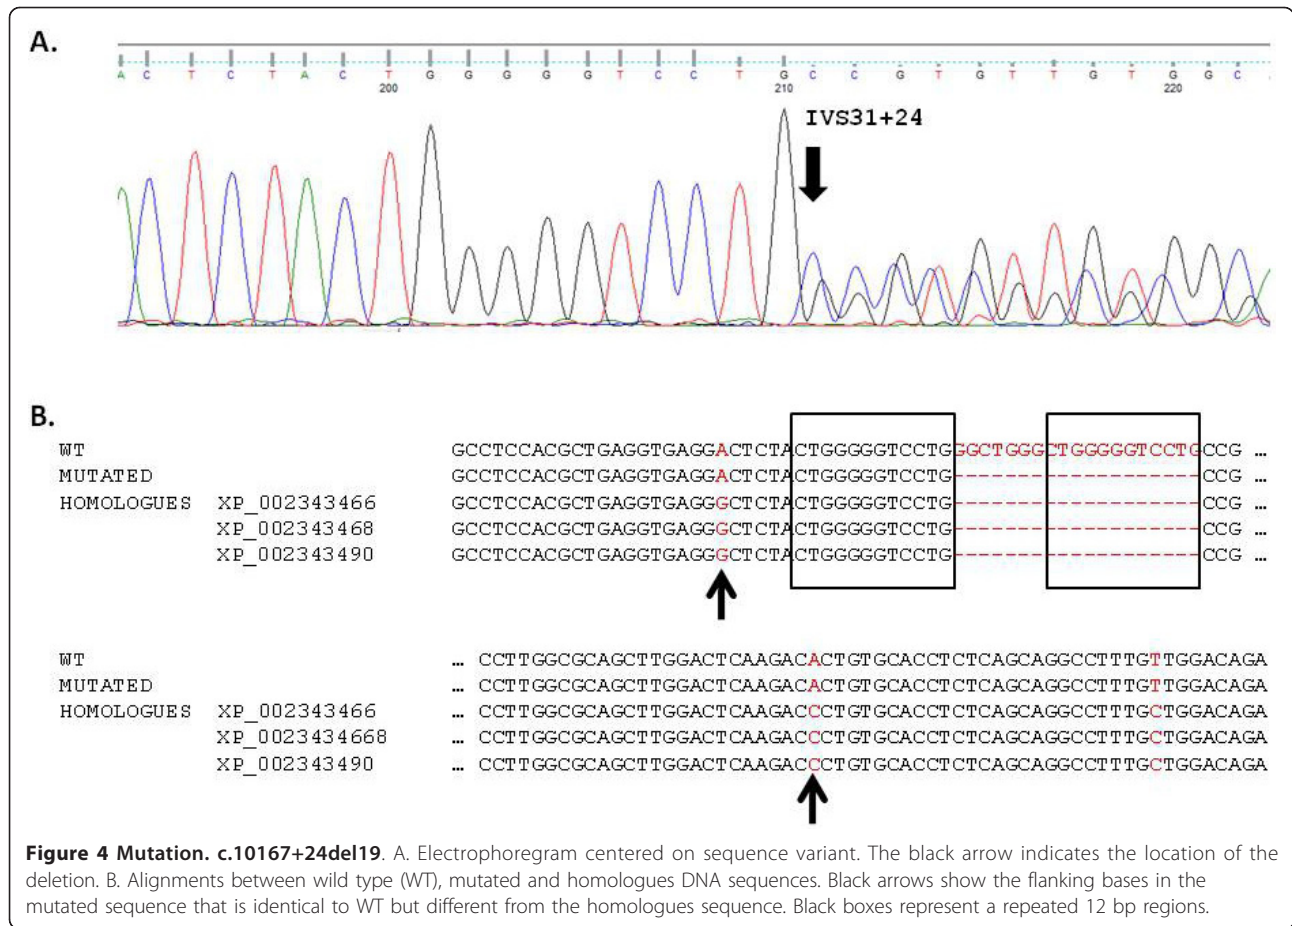 A.
A C T C T A C T G G G G G T C C T G C C G T G T T G T G G C
200 210 220
IVS31+24
B.
WT GCCTCCACGCTGAGGTGAGGACTCTACTGGGGGTCCTGGGCTGGGCTGGGGGTCCTGCCG ...
MUTATED GCCTCCACGCTGAGGTGAGGACTCTACTGGGGGTCCTG-------------------CCG ...
HOMOLOGUES XP_002343466 GCCTCCACGCTGAGGTGAGGGCTCTACTGGGGGTCCTG-------------------CCG ...
XP_002343468 GCCTCCACGCTGAGGTGAGGGCTCTACTGGGGGTCCTG-------------------CCG ...
XP_002343490 GCCTCCACGCTGAGGTGAGGGCTCTACTGGGGGTCCTG-------------------CCG ...
WT ... CCTTGGCGCAGCTTGGACTCAAGACACTGTGCACCTCTCAGCAGGCCTTTGTTGGACAGA
MUTATED ... CCTTGGCGCAGCTTGGACTCAAGACACTGTGCACCTCTCAGCAGGCCTTTGTTGGACAGA
HOMOLOGUES XP_002343466 ... CCTTGGCGCAGCTTGGACTCAAGACCCTGTGCACCTCTCAGCAGGCCTTTGCTGGACAGA
XP_0023434668 ... CCTTGGCGCAGCTTGGACTCAAGACCCTGTGCACCTCTCAGCAGGCCTTTGCTGGACAGA
XP_002343490 ... CCTTGGCGCAGCTTGGACTCAAGACCCTGTGCACCTCTCAGCAGGCCTTTGCTGGACAGA
Figure 4 Mutation. c.10167+24del19. A. Electrophoregram centered on sequence variant. The black arrow indicates the location of the
deletion. B. Alignments between wild type (WT), mutated and homologues DNA sequences. Black arrows show the flanking bases in the
mutated sequence that is identical to WT but different from the homologues sequence. Black boxes represent a repeated 12 bp regions.